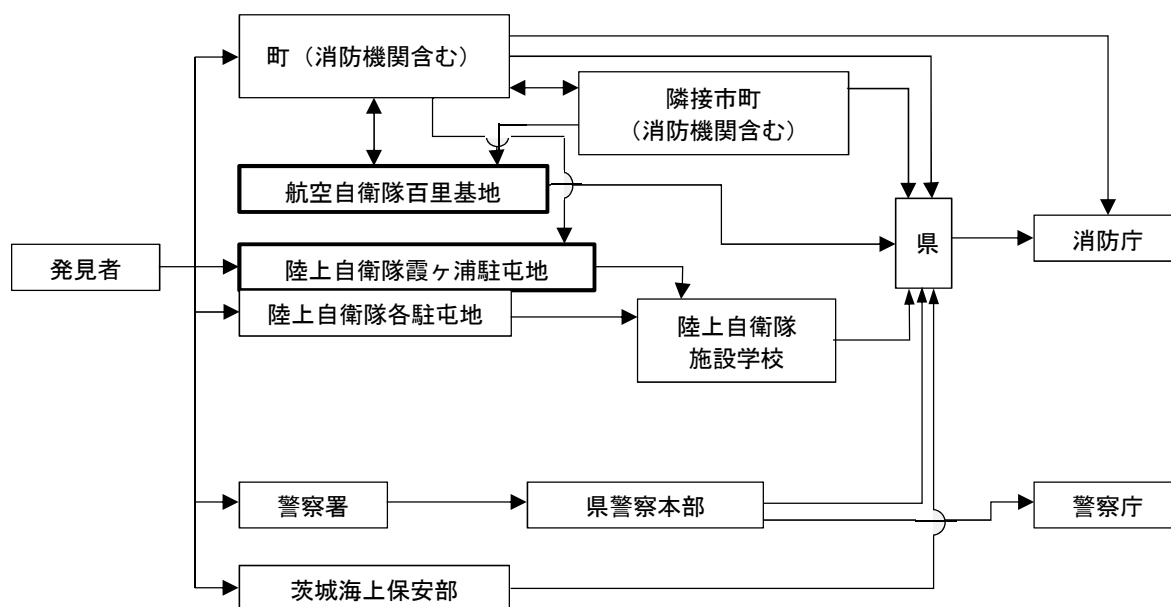 町（消防機関含む）
隣接市町
（消防機関含む）
航空自衛隊百里基地
県
消防庁
発見者
陸上自衛隊霞ヶ浦駐屯地
陸上自衛隊各駐屯地
陸上自衛隊
施設学校
警察署
県警察本部
警察庁
茨城海上保安部